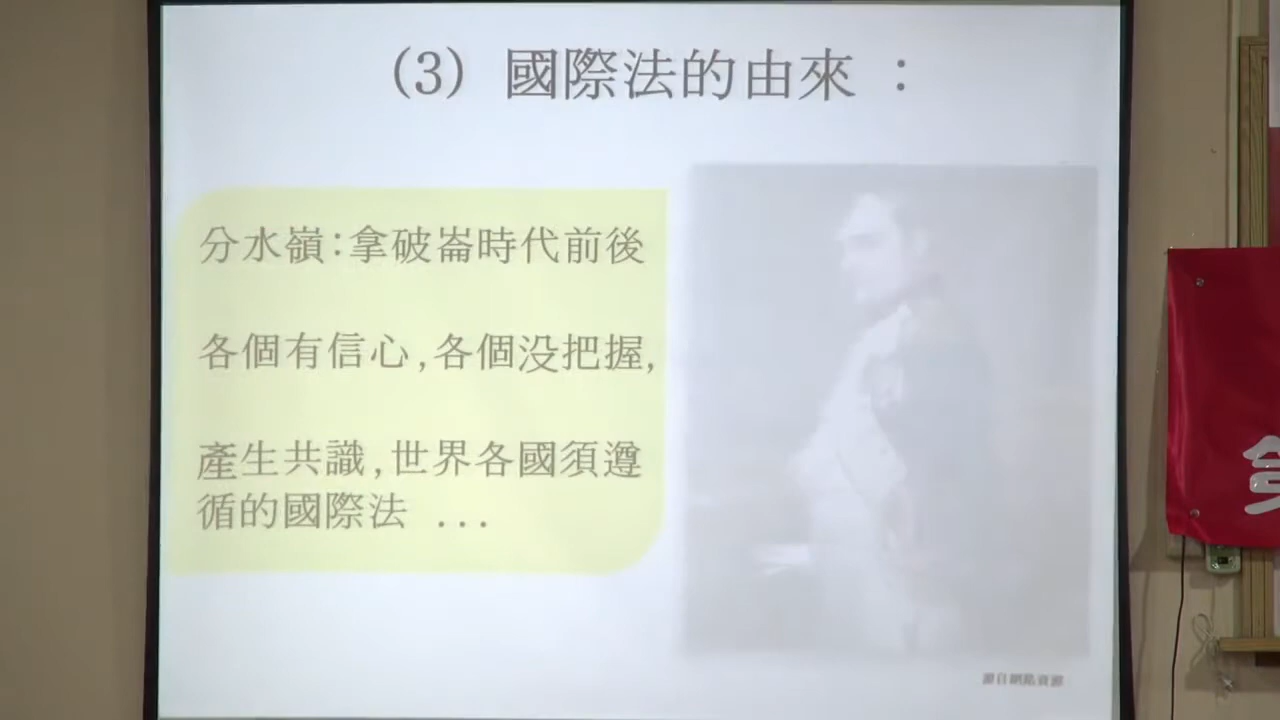 (3) 國際法的由來 :
分水嶺:拿破崙時代前後
各個有信心,各個没把握,
產生共識,世界各國須遵
循的國際法 ...